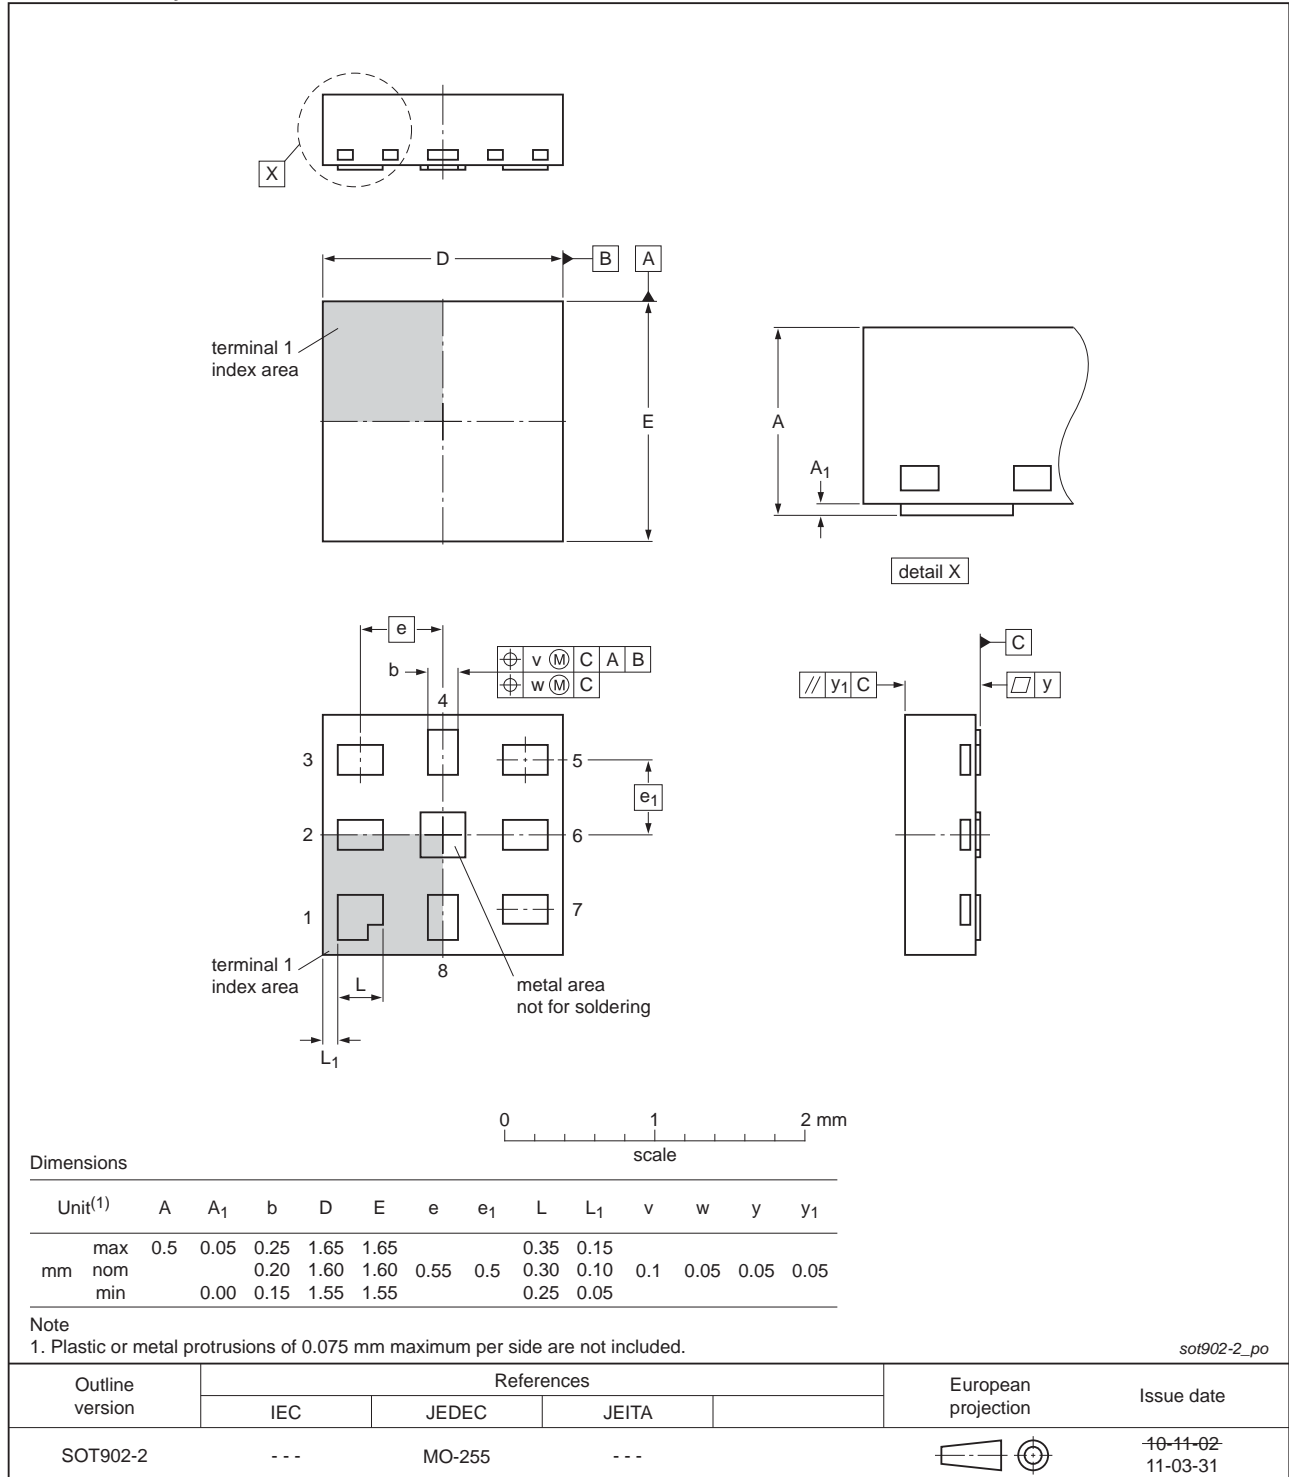 X
D
B
A
terminal 1
index area
E
A
A1
detail X
e
b
v M C A B
w M C
4
C
y1 C
y
3
5
e1
2
6
1
7
terminal 1
index area
L
8
metal area
not for soldering
L1
0 1 2 mm
scale
Dimensions
Unit(1) A A1 b D E e e1 L L1 v w y y1
max 0.5 0.05 0.25 1.65 1.65 0.35 0.15
mm nom 0.20 1.60 1.60 0.55 0.5 0.30 0.10 0.1 0.05 0.05 0.05
min 0.00 0.15 1.55 1.55 0.25 0.05
Note
1. Plastic or metal protrusions of 0.075 mm maximum per side are not included.
sot902-2_po
Outline
version
References
European
projection
Issue date
IEC JEDEC JEITA
SOT902-2 - - - MO-255 - - -
10-11-02
11-03-31